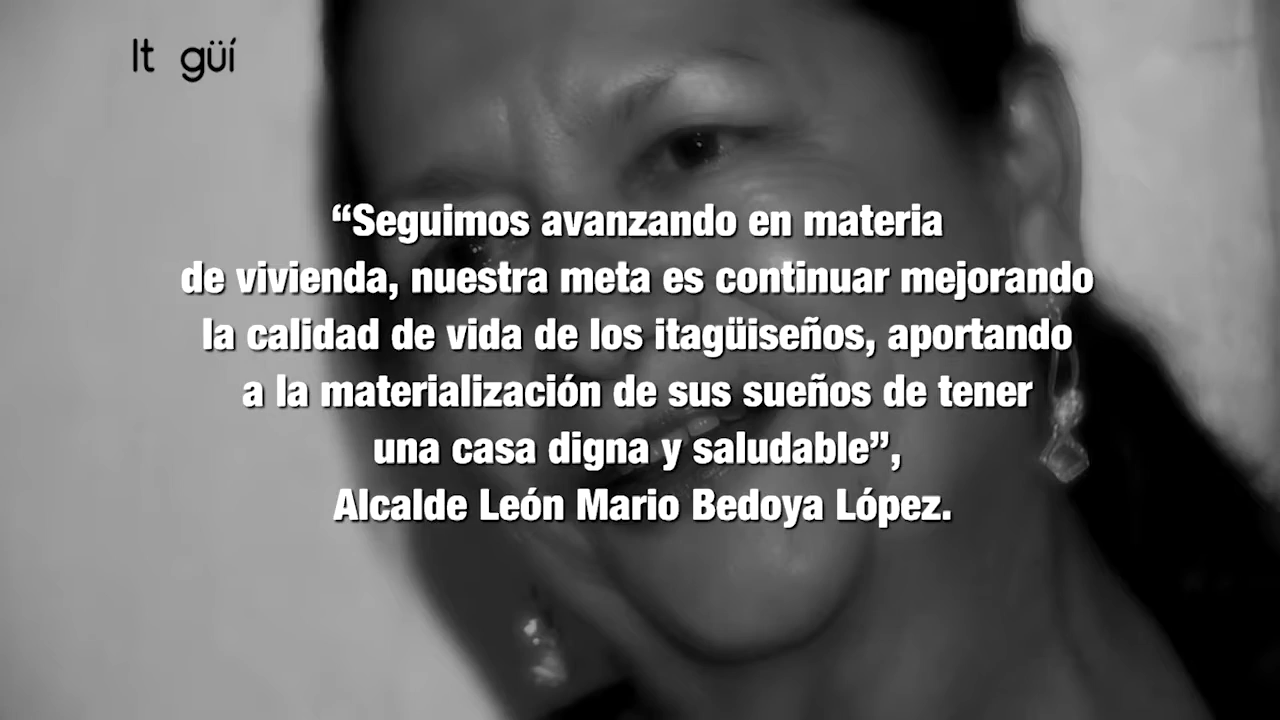 It güí
“Seguimos avanzando en materia
de vivienda, nuestra meta es continuar mejorando
la calidad de vida de los itagüiseños, aportando
a la materialización de sus sueños de tener
una casa digna y saludable”,
Alcalde León Mario Bedoya López.